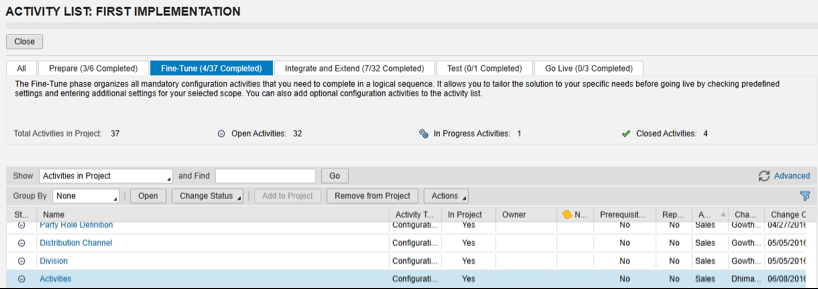 ACTIVITY LIST: FIRST IMPLEMENTATION
Close
All Prepare (3/6 Completed) Fine-Tune (4/37 Completed) Integrate and Extend (7/32 Completed) Test (0/1 Completed) Go Live (0/3 Completed)
The Fine-Tune phase organizes all mandatory configuration activities that you need to complete in a logical sequence. It allows you to tailor the solution to your specific needs before going live by checking predefined
settings and entering additional settings for your selected scope. You can also add optional configuration activities to the activity list.
Total Activities in Project: 37 Open Activities: 32 In Progress Activities: 1 Closed Activities: 4
Show Activities in Project and Find Go Advanced
Group By None Open Change Status Add to Project Remove from Project Actions
St... Name Activity T... In Project Owner N... Prerequisit... Rep... A... Cha... Change O
Party Role Definition Configurati... Yes No No Sales Gowth... 04/27/2016
Distribution Channel Configurati... Yes No No Sales Gowth... 05/05/2016
Division Configurati... Yes No No Sales Gowth... 05/05/2016
Activities Configurati... Yes No No Sales Dhima... 06/08/2016